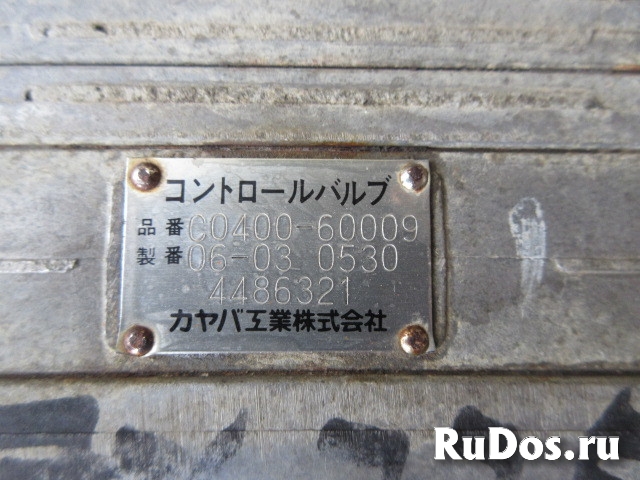 コントロールバルブ
品番 C0400-60009
製番 06-03 0530
4486321
カヤバ工業株式会社
RuDos.ru